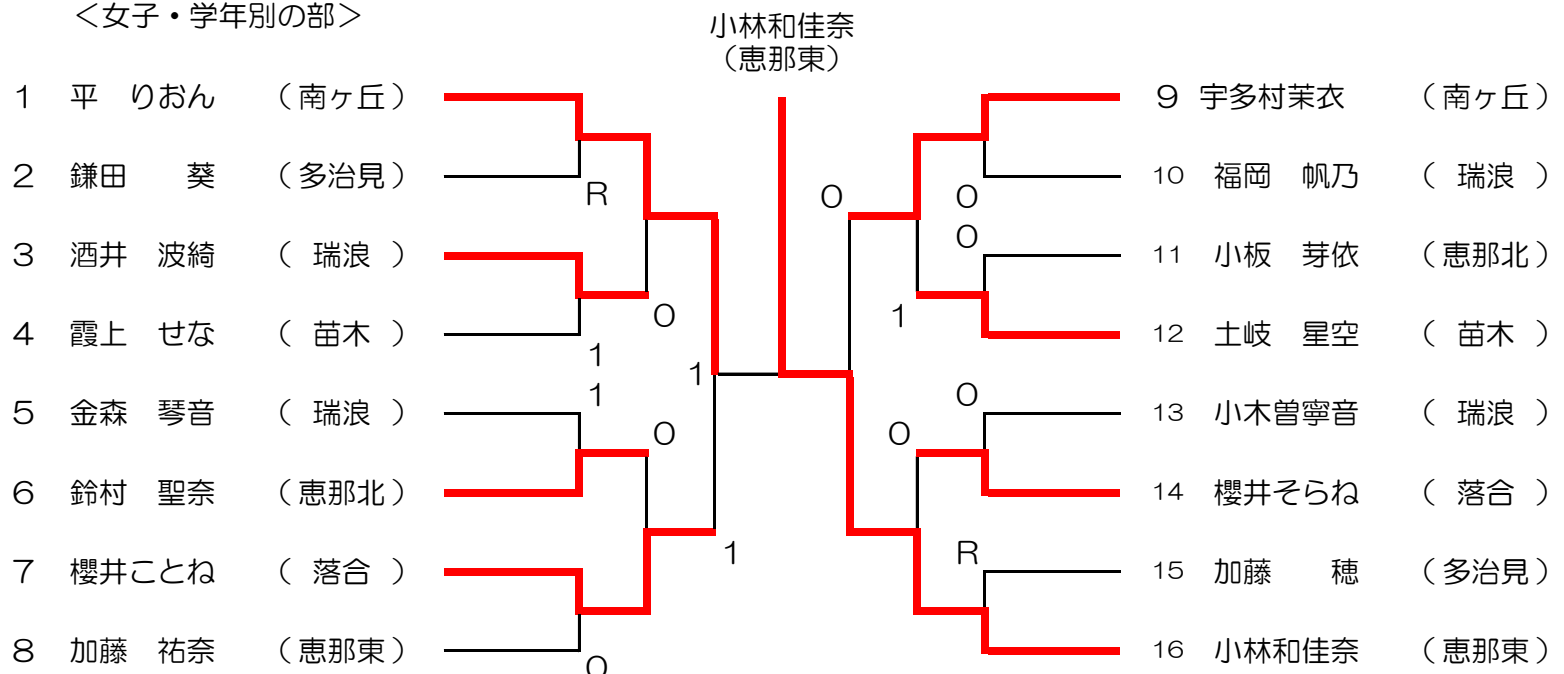 <女子・学年別の部>
小林和佳奈
（恵那東）
1 平 りおん （南ヶ丘）
2 鎌田 葵 （多治見）
3 酒井 波綺 （ 瑞浪 ）
4 霞上 せな （ 苗木 ）
5 金森 琴音 （ 瑞浪 ）
6 鈴村 聖奈 （恵那北）
7 櫻井ことね （ 落合 ）
8 加藤 祐奈 （恵那東）
R
0
1
1
1
0
1
0
9 宇多村茉衣 （南ヶ丘）
10 福岡 帆乃 （ 瑞浪 ）
11 小板 芽依 （恵那北）
12 土岐 星空 （ 苗木 ）
13 小木曽寧音 （ 瑞浪 ）
14 櫻井そらね （ 落合 ）
15 加藤 穂 （多治見）
16 小林和佳奈 （恵那東）
0
0
0
1
0
0
R